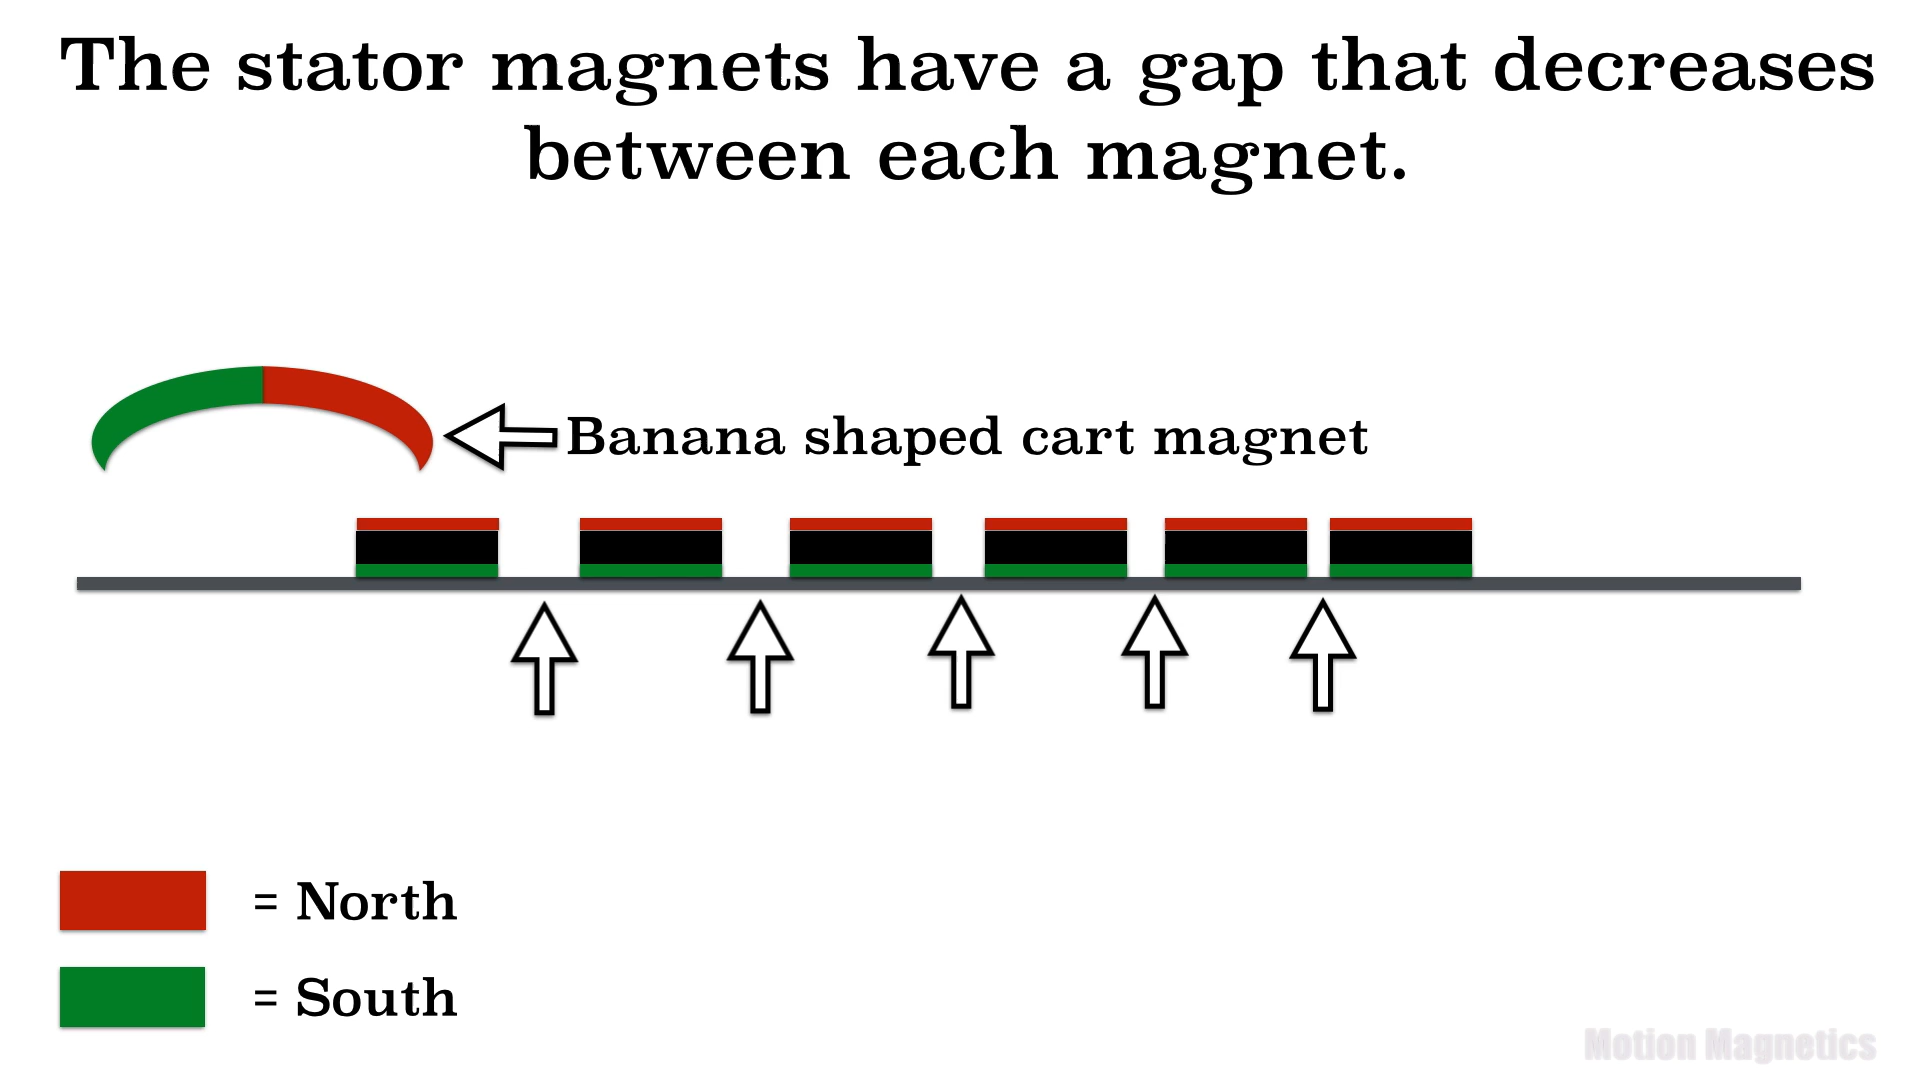 The stator magnets have a gap that decreases
between each magnet.
Banana shaped cart magnet
= North
= South
Motion Magnetics